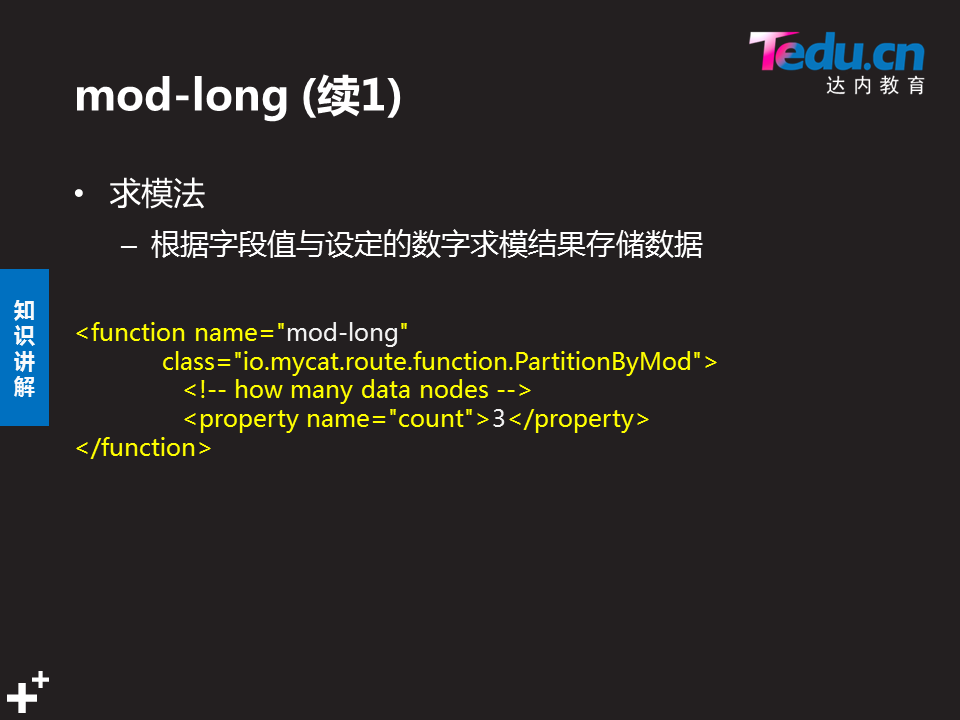 Tedu.cn
达内教育
mod-long (续1)
• 求模法
– 根据字段值与设定的数字求模结果存储数据
知识讲解
<function name="mod-long"
class="io.mycat.route.function.PartitionByMod">
<!-- how many data nodes -->
<property name="count">3</property>
</function>